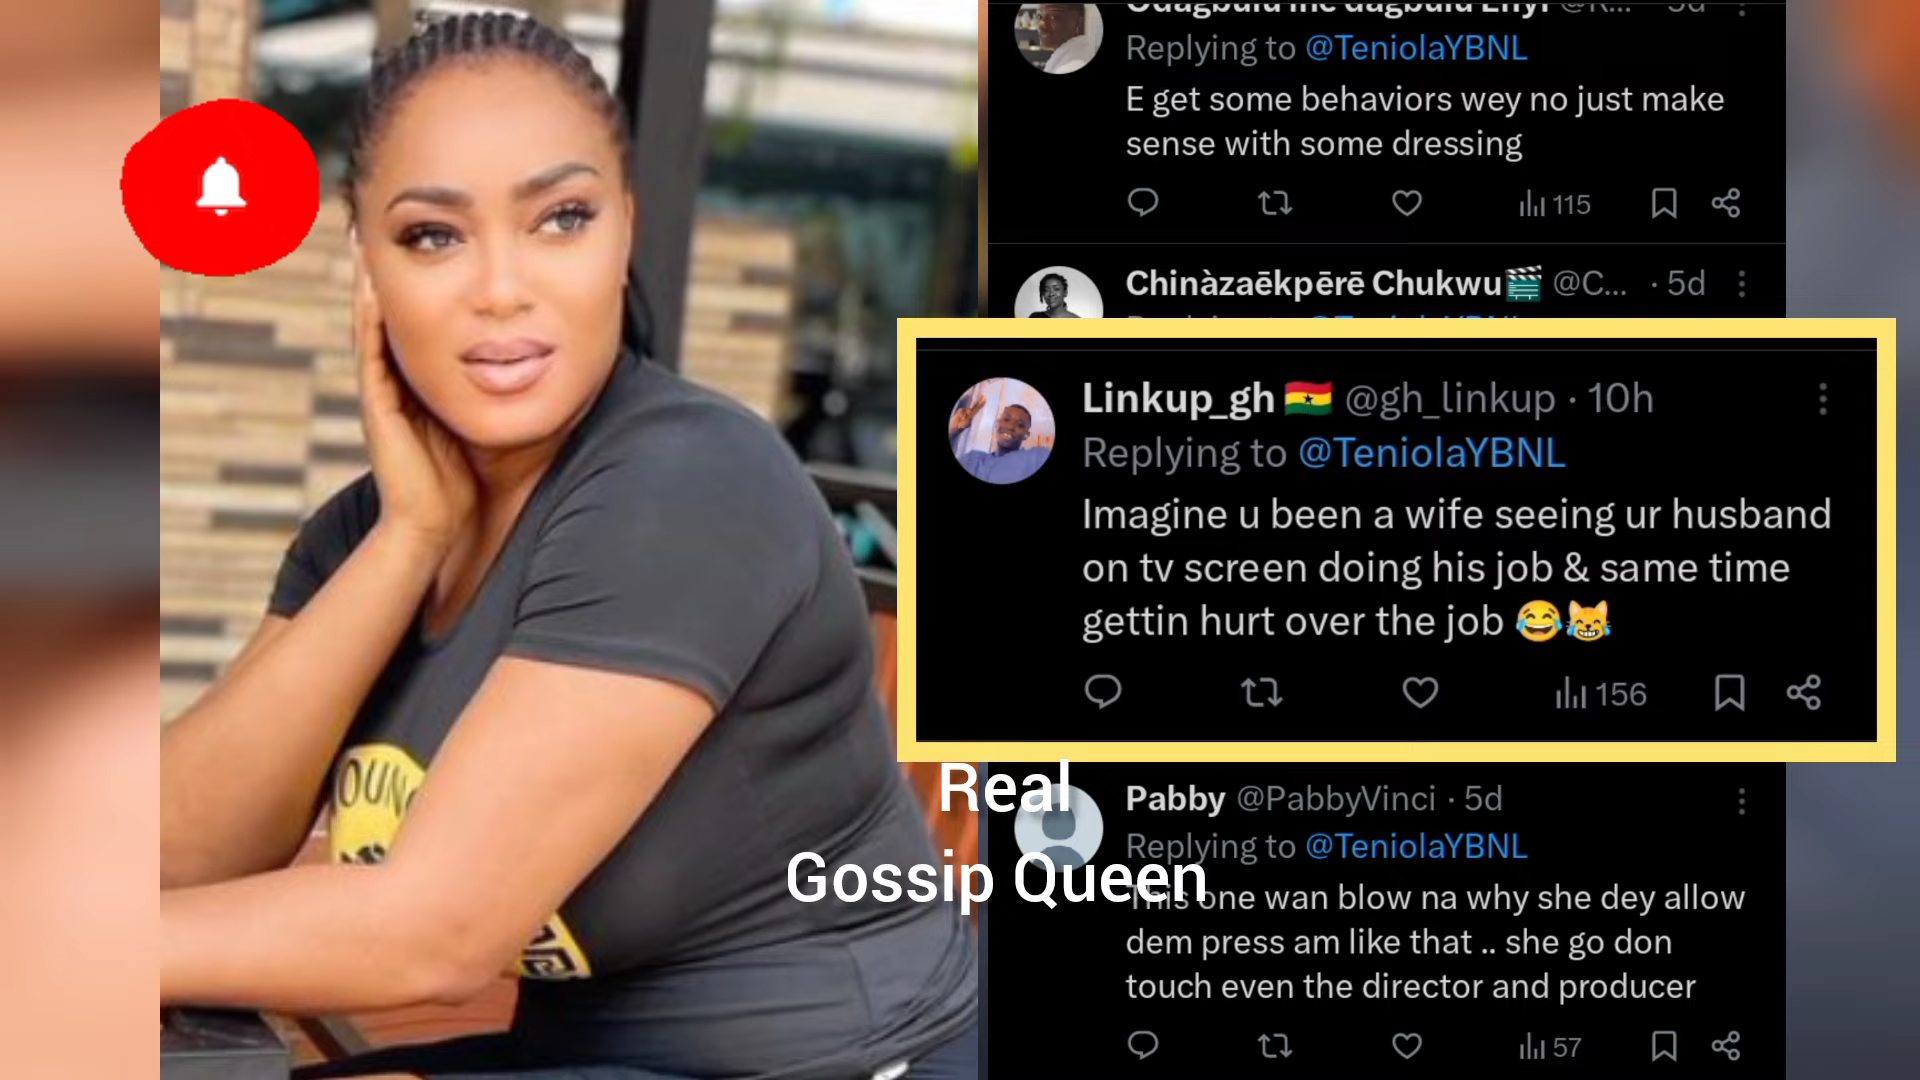 Replying to @TeniolaYBNL
E get some behaviors wey no just make
sense with some dressing
115
Chinàzaēkpērē Chukwu🎬 @C... · 5d
Linkup_gh 🇬🇭 @gh_linkup · 10h
Replying to @TeniolaYBNL
Imagine u been a wife seeing ur husband
on tv screen doing his job & same time
gettin hurt over the job 😂😹
156
Real
Gossip Queen
Pabby @PabbyVinci · 5d
Replying to @TeniolaYBNL
This one wan blow na why she dey allow
dem press am like that .. she go don
touch even the director and producer
57